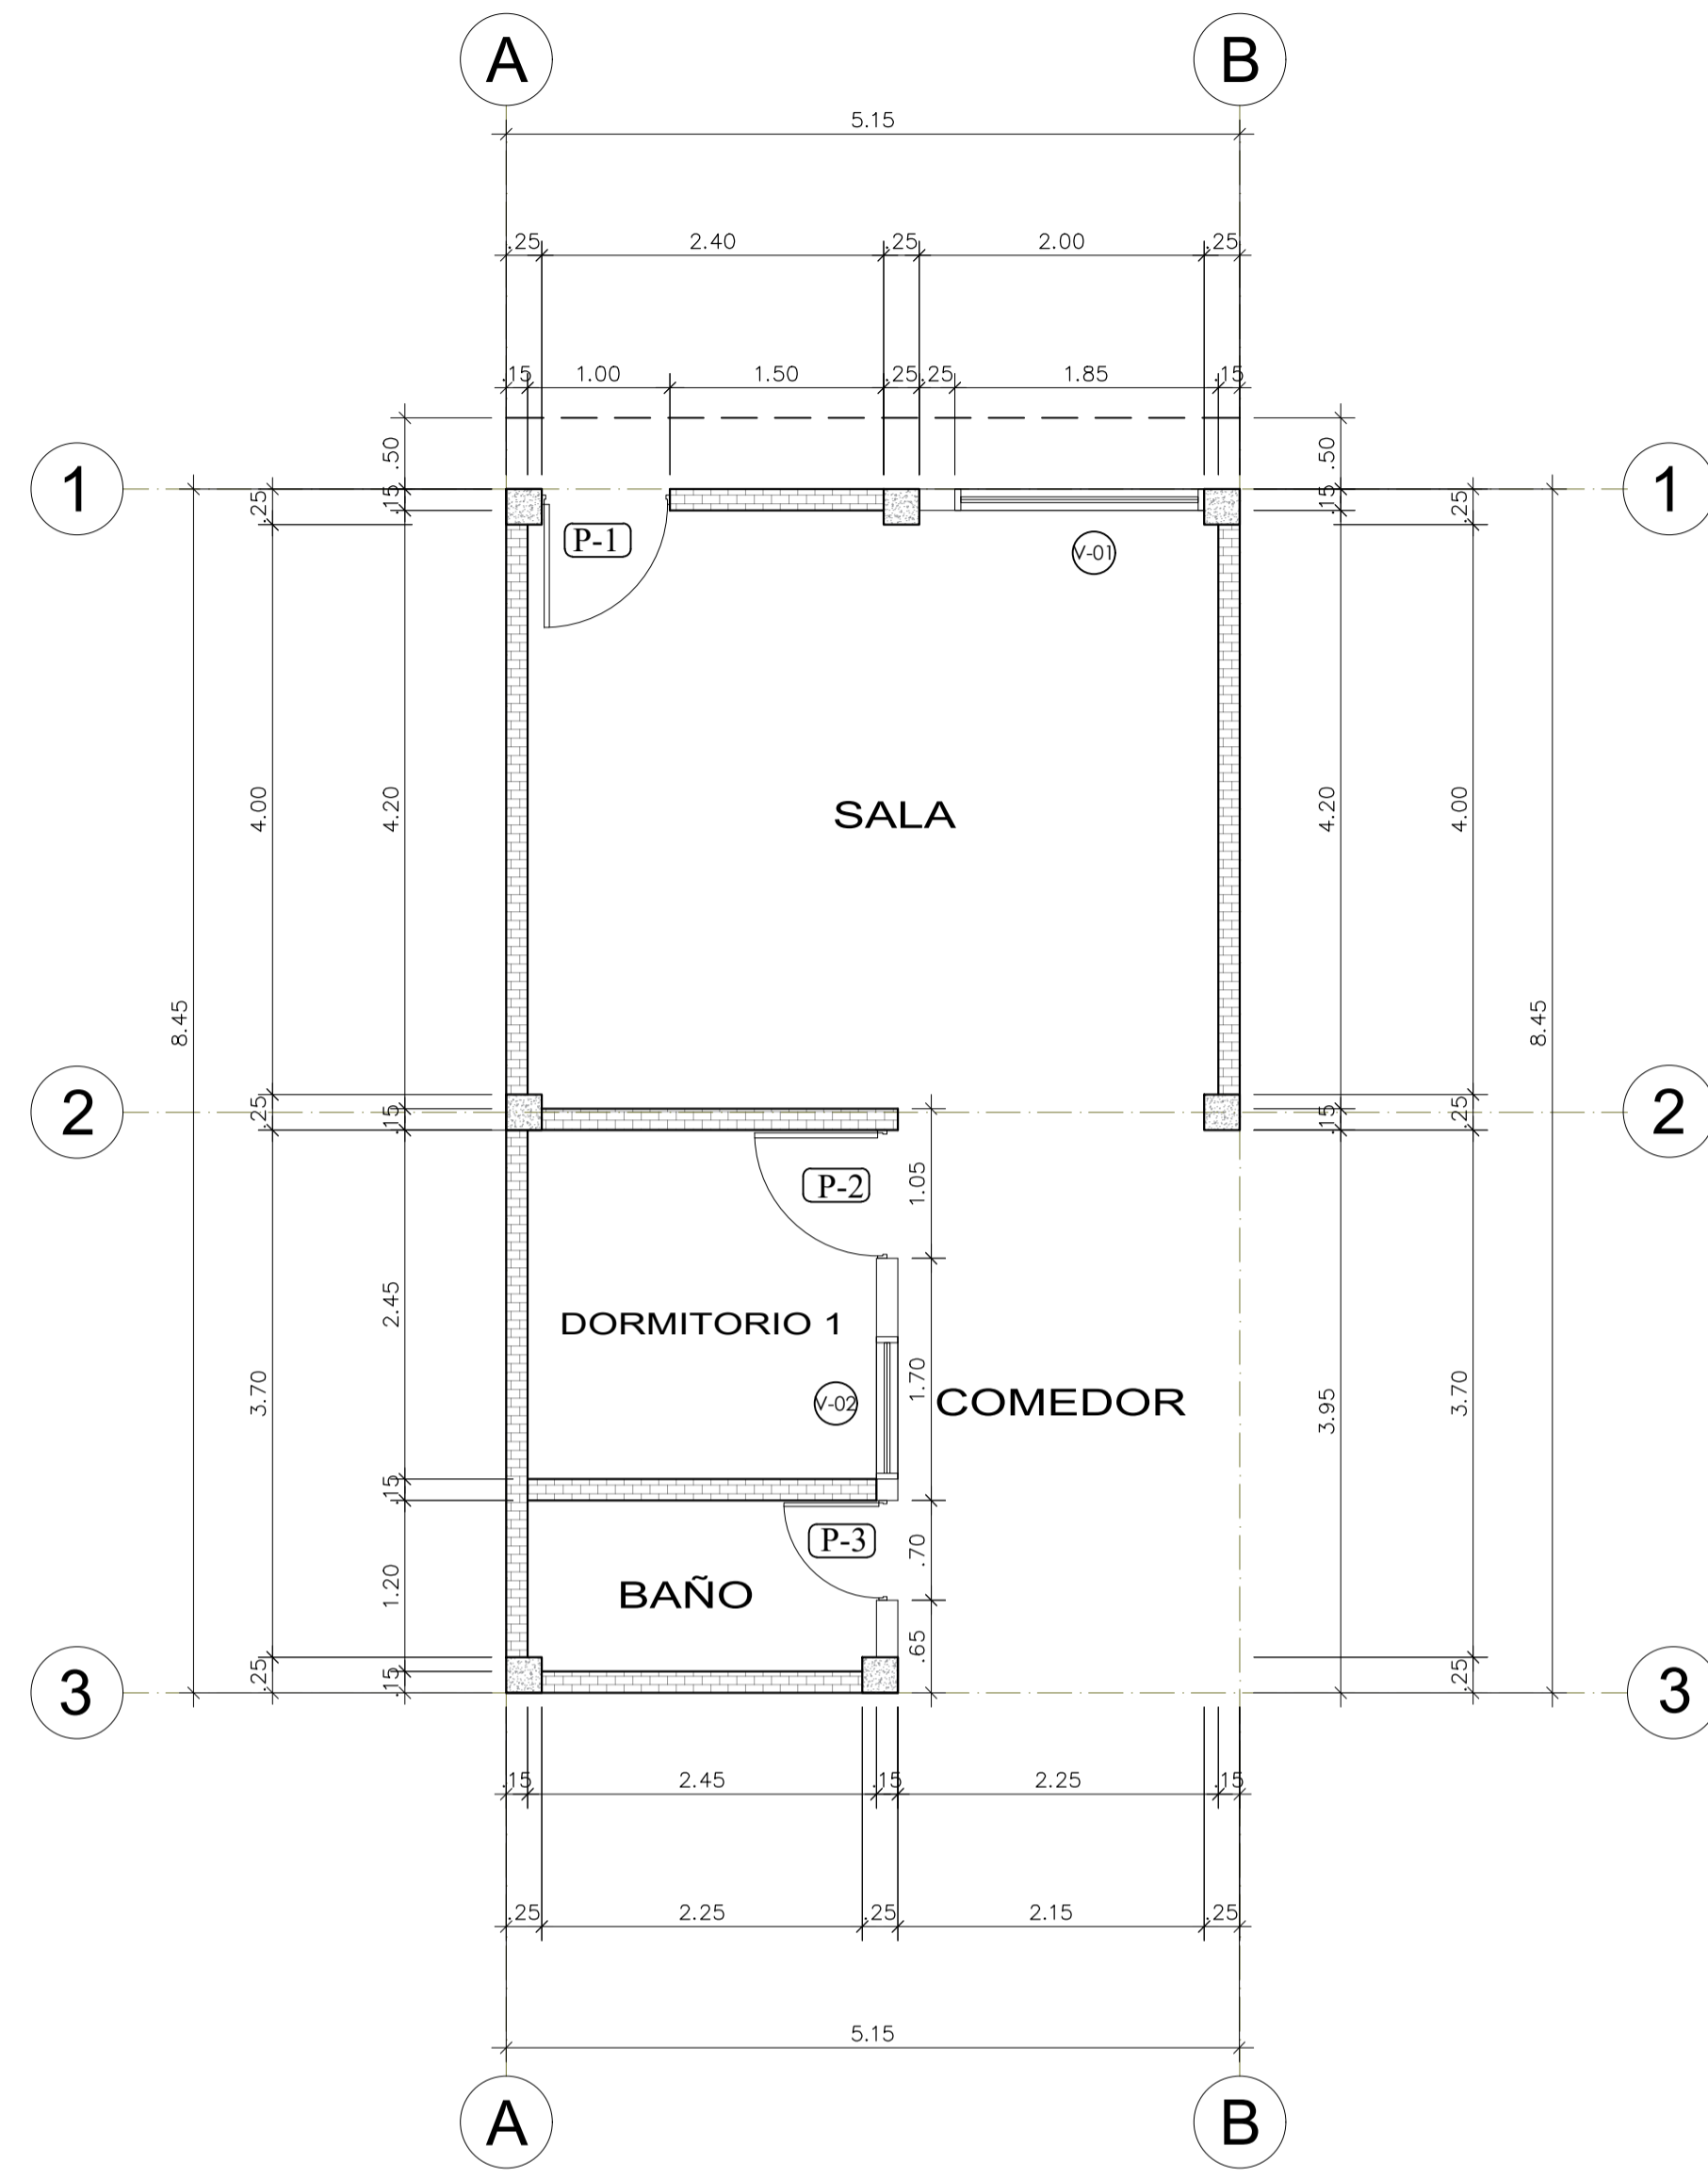 A B
5.15
.25 2.40 .25 2.00 .25
.15 1.00 1.50 .25 .25 1.85 .15
.50 .50
1 1
.25 .15 .15 .25
P-1
V-01
4.00 4.20 SALA 4.20 4.00
8.45 8.45
2 2
.25 .15 .15 .25
P-2 1.05
2.45 DORMITORIO 1
3.70 V-02 1.70 COMEDOR 3.95 3.70
.15
P-3 .70
1.20 BAÑO
.65
.25 .15 .25
3 3
.15 2.45 .15 2.25 .15
.25 2.25 .25 2.15 .25
5.15
A B